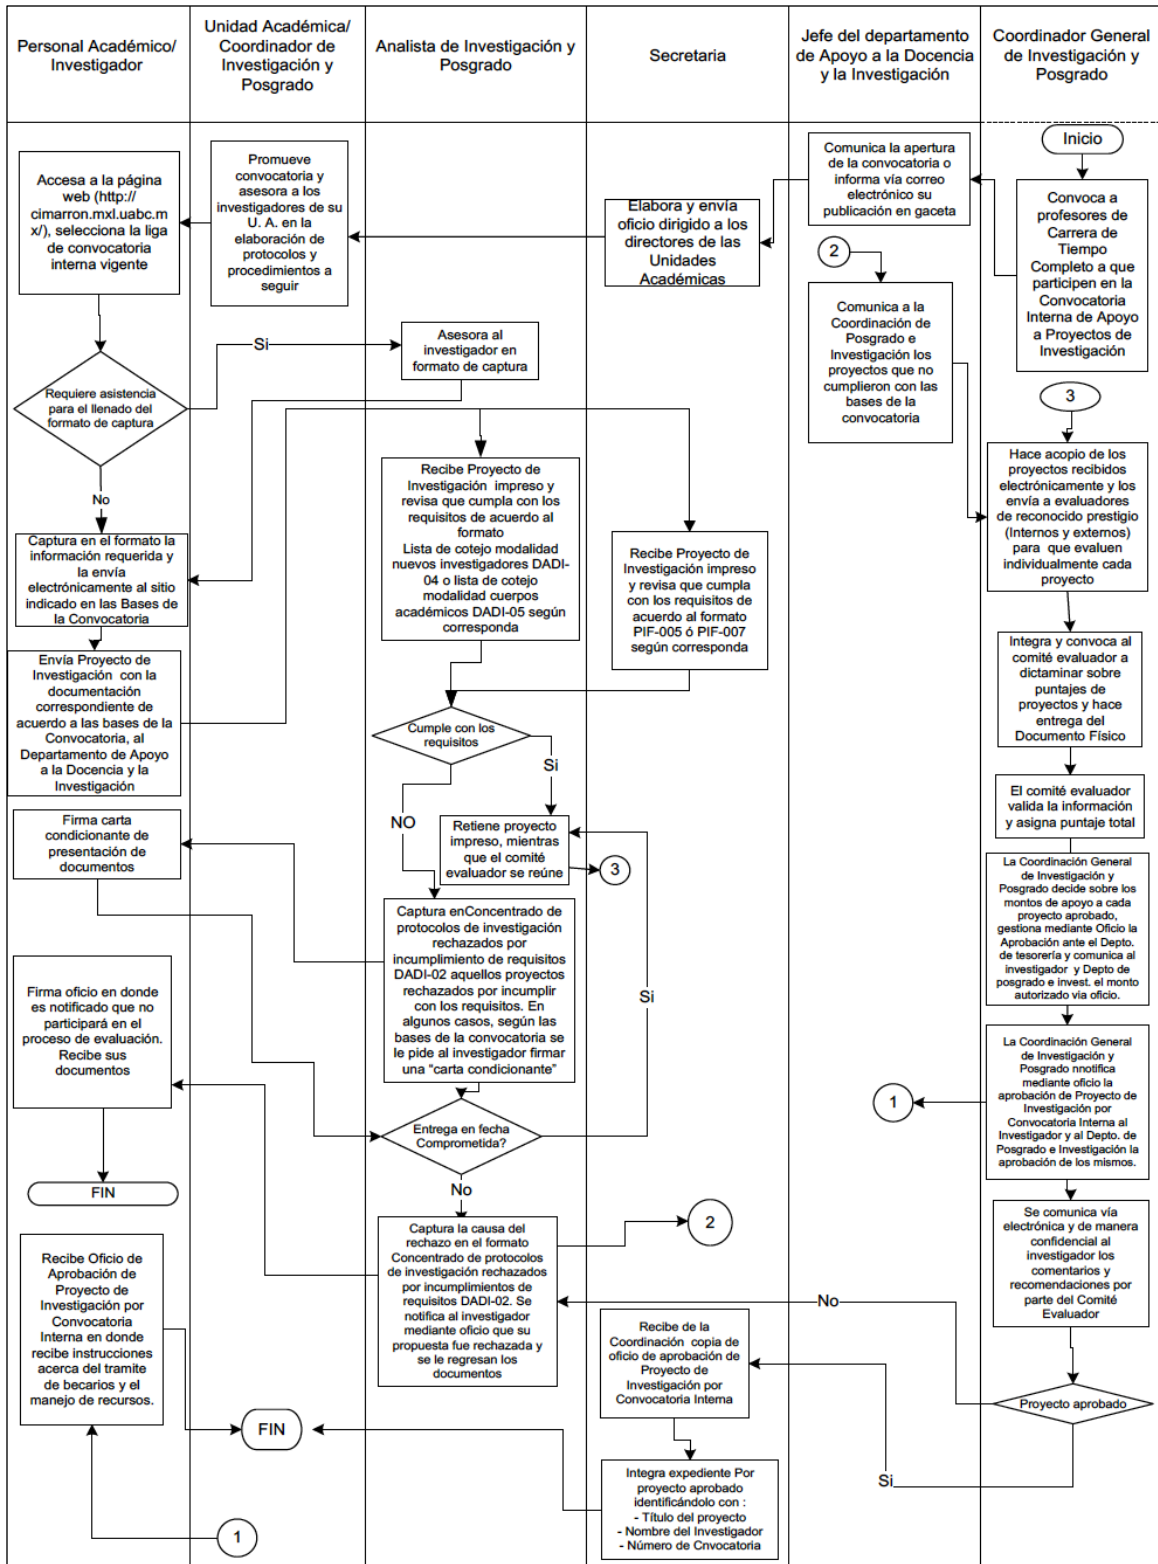 Personal Académico/
Investigador
Unidad Académica/
Coordinador de
Investigación y
Posgrado
Analista de Investigación y
Posgrado
Secretaria
Jefe del departamento
de Apoyo a la Docencia
y la Investigación
Coordinador General
de Investigación y
Posgrado
Inicio
Convoca a
profesores de
Carrera de
Tiempo
Completo a que
participen en la
Convocatoria
Interna de Apoyo
a Proyectos de
Investigación
Comunica la apertura
de la convocatoria o
informa vía correo
electrónico su
publicación en gaceta
Elabora y envía
oficio dirigido a los
directores de las
Unidades
Académicas
Promueve
convocatoria y
asesora a los
investigadores de su
U. A. en la
elaboración de
protocolos y
procedimientos a
seguir
Accesa a la página
web (http://
cimarron.mxl.uabc.m
x/), selecciona la liga
de convocatoria
interna vigente
2
Comunica a la
Coordinación de
Posgrado e
Investigación los
proyectos que no
cumplieron con las
bases de la
convocatoria
Si
Asesora al
investigador en
formato de captura
Requiere asistencia
para el llenado del
formato de captura
No
3
Hace acopio de los
proyectos recibidos
electrónicamente y los
envía a evaluadores
de reconocido prestigio
(Internos y externos)
para que evaluen
individualmente cada
proyecto
Recibe Proyecto de
Investigación impreso y
revisa que cumpla con los
requisitos de acuerdo al
formato
Lista de cotejo modalidad
nuevos investigadores DADI-
04 o lista de cotejo
modalidad cuerpos
académicos DADI-05 según
corresponda
Recibe Proyecto de
Investigación impreso
y revisa que cumpla
con los requisitos de
acuerdo al formato
PIF-005 ó PIF-007
según corresponda
Captura en el formato la
información requerida y
la envía
electrónicamente al sitio
indicado en las Bases de
la Convocatoria
Envía Proyecto de
Investigación con la
documentación
correspondiente de
acuerdo a las bases de la
Convocatoria, al
Departamento de Apoyo
a la Docencia y la
Investigación
Integra y convoca al
comité evaluador a
dictaminar sobre
puntajes de
proyectos y hace
entrega del
Documento Físico
Cumple con los
requisitos
Si
NO
El comité evaluador
valida la información
y asigna puntaje total
Firma carta
condicionante de
presentación de
documentos
Retiene proyecto
impreso, mientras
que el comité
evaluador se reúne
3
La Coordinación General
de Investigación y
Posgrado decide sobre los
montos de apoyo a cada
proyecto aprobado,
gestiona mediante Oficio la
Aprobación ante el Depto.
de tesorería y comunica al
investigador y Depto de
posgrado e invest. el monto
autorizado via oficio.
Captura enConcentrado de
protocolos de investigación
rechazados por
incumplimiento de requisitos
DADI-02 aquellos proyectos
rechazados por incumplir
con los requisitos. En
algunos casos, según las
bases de la convocatoria se
le pide al investigador firmar
una “carta condicionante”
Si
Firma oficio en donde
es notificado que no
participará en el
proceso de evaluación.
Recibe sus
documentos
La Coordinación General
de Investigación y
Posgrado nnotifica
mediante oficio la
aprobación de Proyecto de
Investigación por
Convocatoria Interna al
Investigador y al Depto. de
Posgrado e Investigación la
aprobación de los mismos.
1
Entrega en fecha
Comprometida?
No
FIN
Captura la causa del
rechazo en el formato
Concentrado de protocolos
de investigación rechazados
por incumplimientos de
requisitos DADI-02. Se
notifica al investigador
mediante oficio que su
propuesta fue rechazada y
se le regresan los
documentos
2
Se comunica vía
electrónica y de manera
confidencial al
investigador los
comentarios y
recomendaciones por
parte del Comité
Evaluador
No
Recibe Oficio de
Aprobación de
Proyecto de
Investigación por
Convocatoria
Interna en donde
recibe instrucciones
acerca del tramite
de becarios y el
manejo de recursos.
Recibe de la
Coordinación copia de
oficio de aprobación de
Proyecto de
Investigación por
Convocatoria Interna
Proyecto aprobado
Si
FIN
Integra expediente Por
proyecto aprobado
identificándolo con :
- Título del proyecto
- Nombre del Investigador
- Número de Cnvocatoria
1